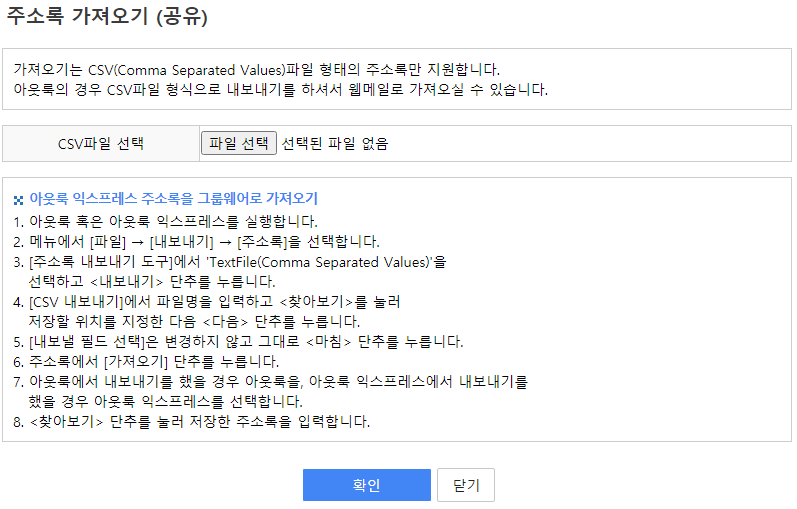 주소록 가져오기 (공유)
가져오기는 CSV(Comma Separated Values)파일 형태의 주소록만 지원합니다.
아웃룩의 경우 CSV파일 형식으로 내보내기를 하셔서 웹메일로 가져오실 수 있습니다.
CSV파일 선택 파일 선택 선택된 파일 없음
아웃룩 익스프레스 주소록을 그룹웨어로 가져오기
1. 아웃룩 혹은 아웃룩 익스프레스를 실행합니다.
2. 메뉴에서 [파일] → [내보내기] → [주소록]을 선택합니다.
3. [주소록 내보내기 도구]에서 'TextFile(Comma Separated Values)'을
선택하고 <내보내기> 단추를 누릅니다.
4. [CSV 내보내기]에서 파일명을 입력하고 <찾아보기>를 눌러
저장할 위치를 지정한 다음 <다음> 단추를 누릅니다.
5. [내보낼 필드 선택]은 변경하지 않고 그대로 <마침> 단추를 누릅니다.
6. 주소록에서 [가져오기] 단추를 누릅니다.
7. 아웃룩에서 내보내기를 했을 경우 아웃룩을, 아웃룩 익스프레스에서 내보내기를
했을 경우 아웃룩 익스프레스를 선택합니다.
8. <찾아보기> 단추를 눌러 저장한 주소록을 입력합니다.
확인 닫기